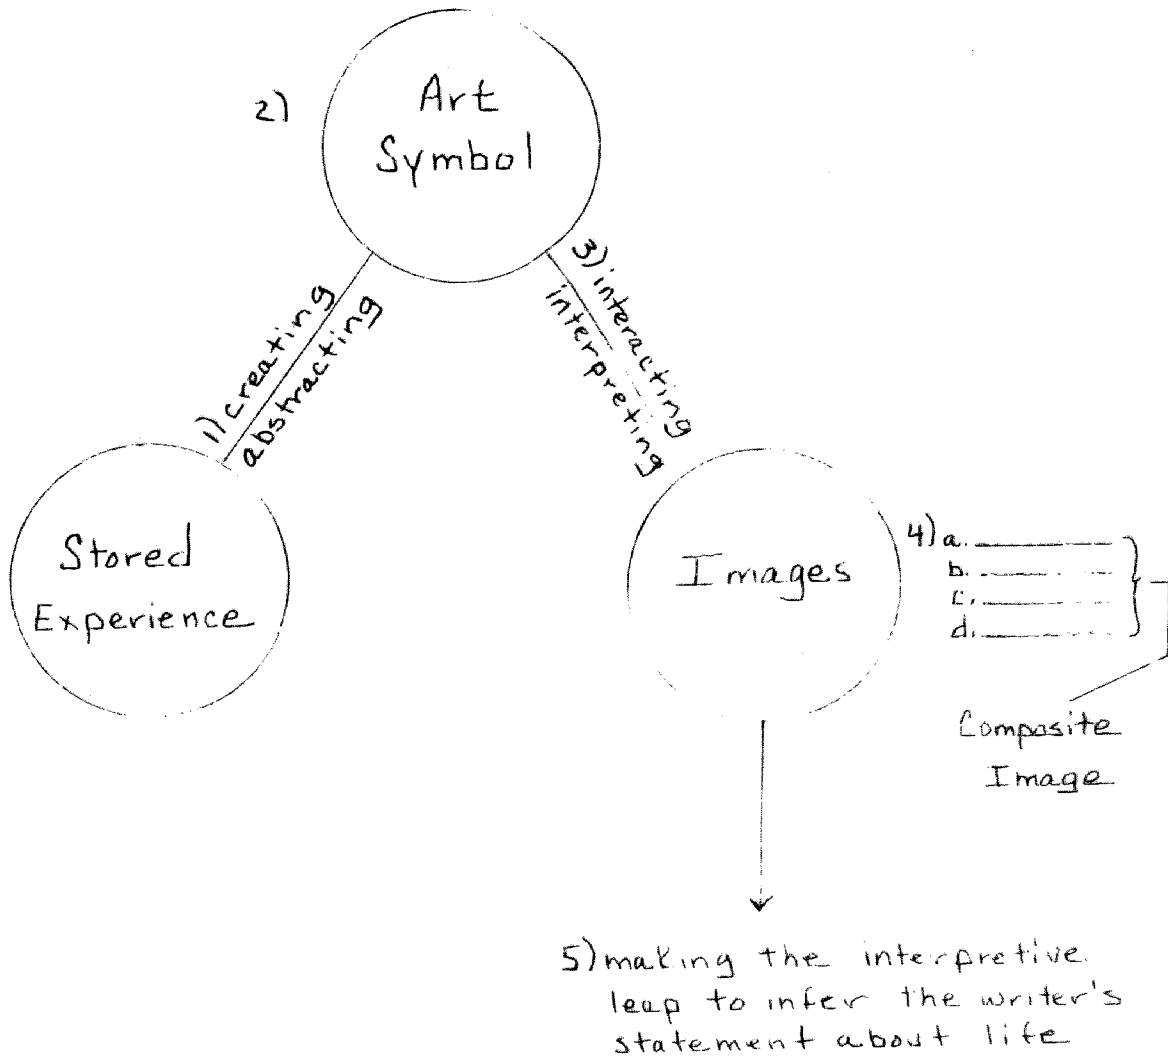 2)
Art
Symbol
1) creating
abstracting
3) interacting
interpreting
Stored
Experience
Images
4) a.
b.
c.
d.
Composite
Image
5) making the interpretive
leap to infer the writer's
statement about life